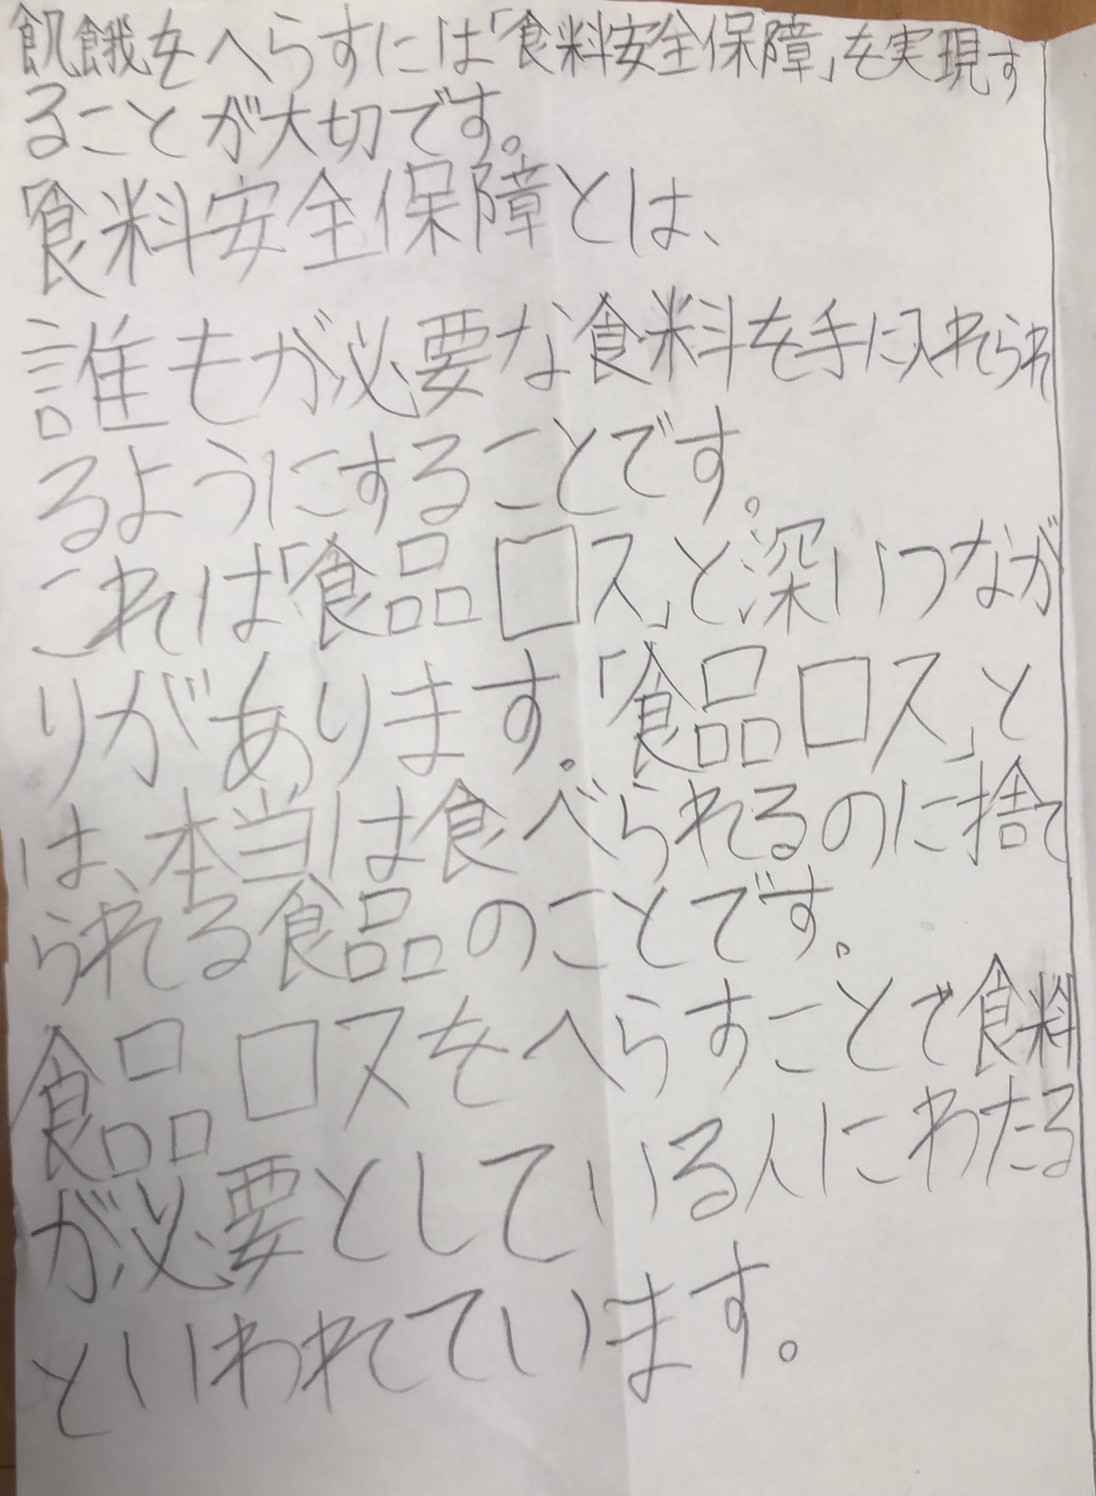 飢餓をへらすには「食料安全保障」を実現す
ることが大切です。
「食料安全保障とは、
誰もが必要な食料を手に入れられ
るようにすることです。
これは「食品ロス」と深いつなが
りがあります。「食品ロス」と
は、本当は食べられるのに捨て
られる食品のことです。
食品ロスをへらすことで食料
が必要としている人にわたる
といわれています。